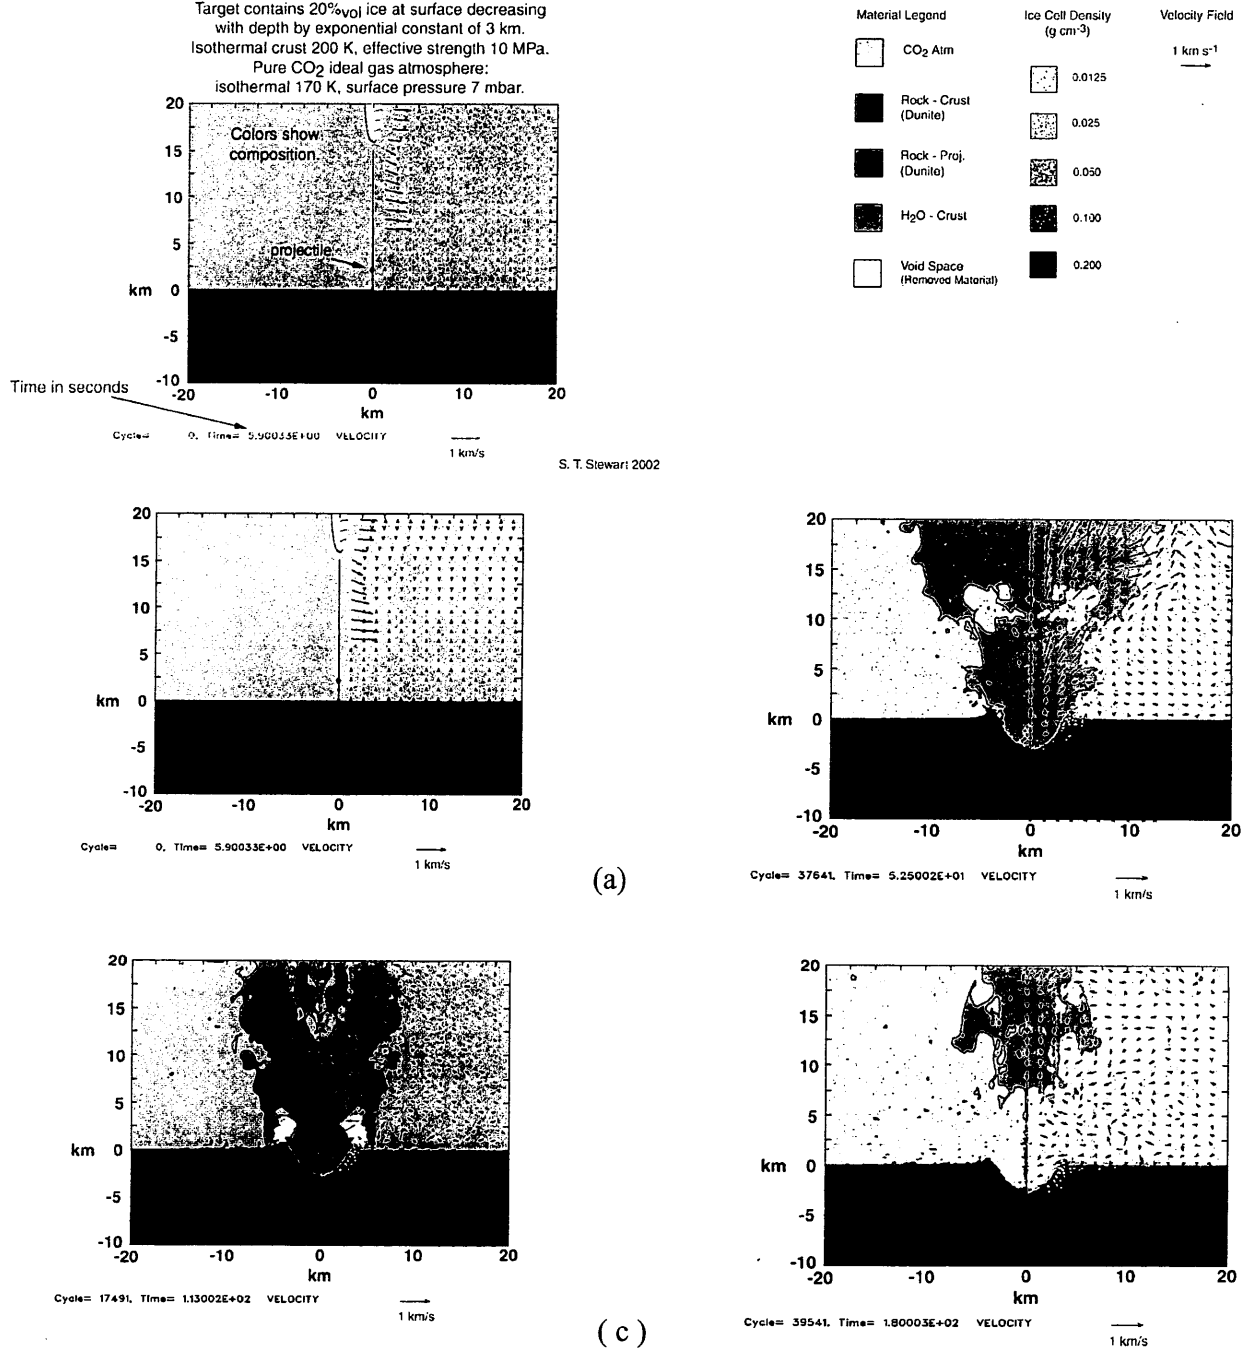 Target contains 20%vol ice at surface decreasing
with depth by exponential constant of 3 km.
Isothermal crust 200 K, effective strength 10 MPa.
Pure CO2 ideal gas atmosphere:
isothermal 170 K, surface pressure 7 mbar.
20
15
10
5
0
-5
-10
km
Colors show
composition.
projectile
-20
-10
0
10
20
km
Time in seconds
Cycle= 0, Time= 5.90033E+00 VELOCITY
1 km/s
S. T. Stewart 2002
Material Legend
CO2 Atm
Rock - Crust
(Dunite)
Rock - Proj.
(Dunite)
H2O - Crust
Void Space
(Removed Material)
Ice Cell Density
(g cm-3)
0.0125
0.025
0.050
0.100
0.200
Velocity Field
1 km s-1
20
15
10
5
km 0
-5
-10
-20 -10 0 10 20
km
Cycle= 0, Time= 5.90033E+00 VELOCITY
1 km/s
20
15
10
5
km 0
-5
-10
-20 -10 0 10 20
km
Cycle= 37641, Time= 5.25002E+01 VELOCITY
1 km/s
(a)
20
15
10
5
km 0
-5
-10
-20 -10 0 10 20
km
Cycle= 17491, Time= 1.13002E+02 VELOCITY
1 km/s
20
15
10
5
km 0
-5
-10
-20 -10 0 10 20
km
Cycle= 39541, Time= 1.80003E+02 VELOCITY
1 km/s
( c )